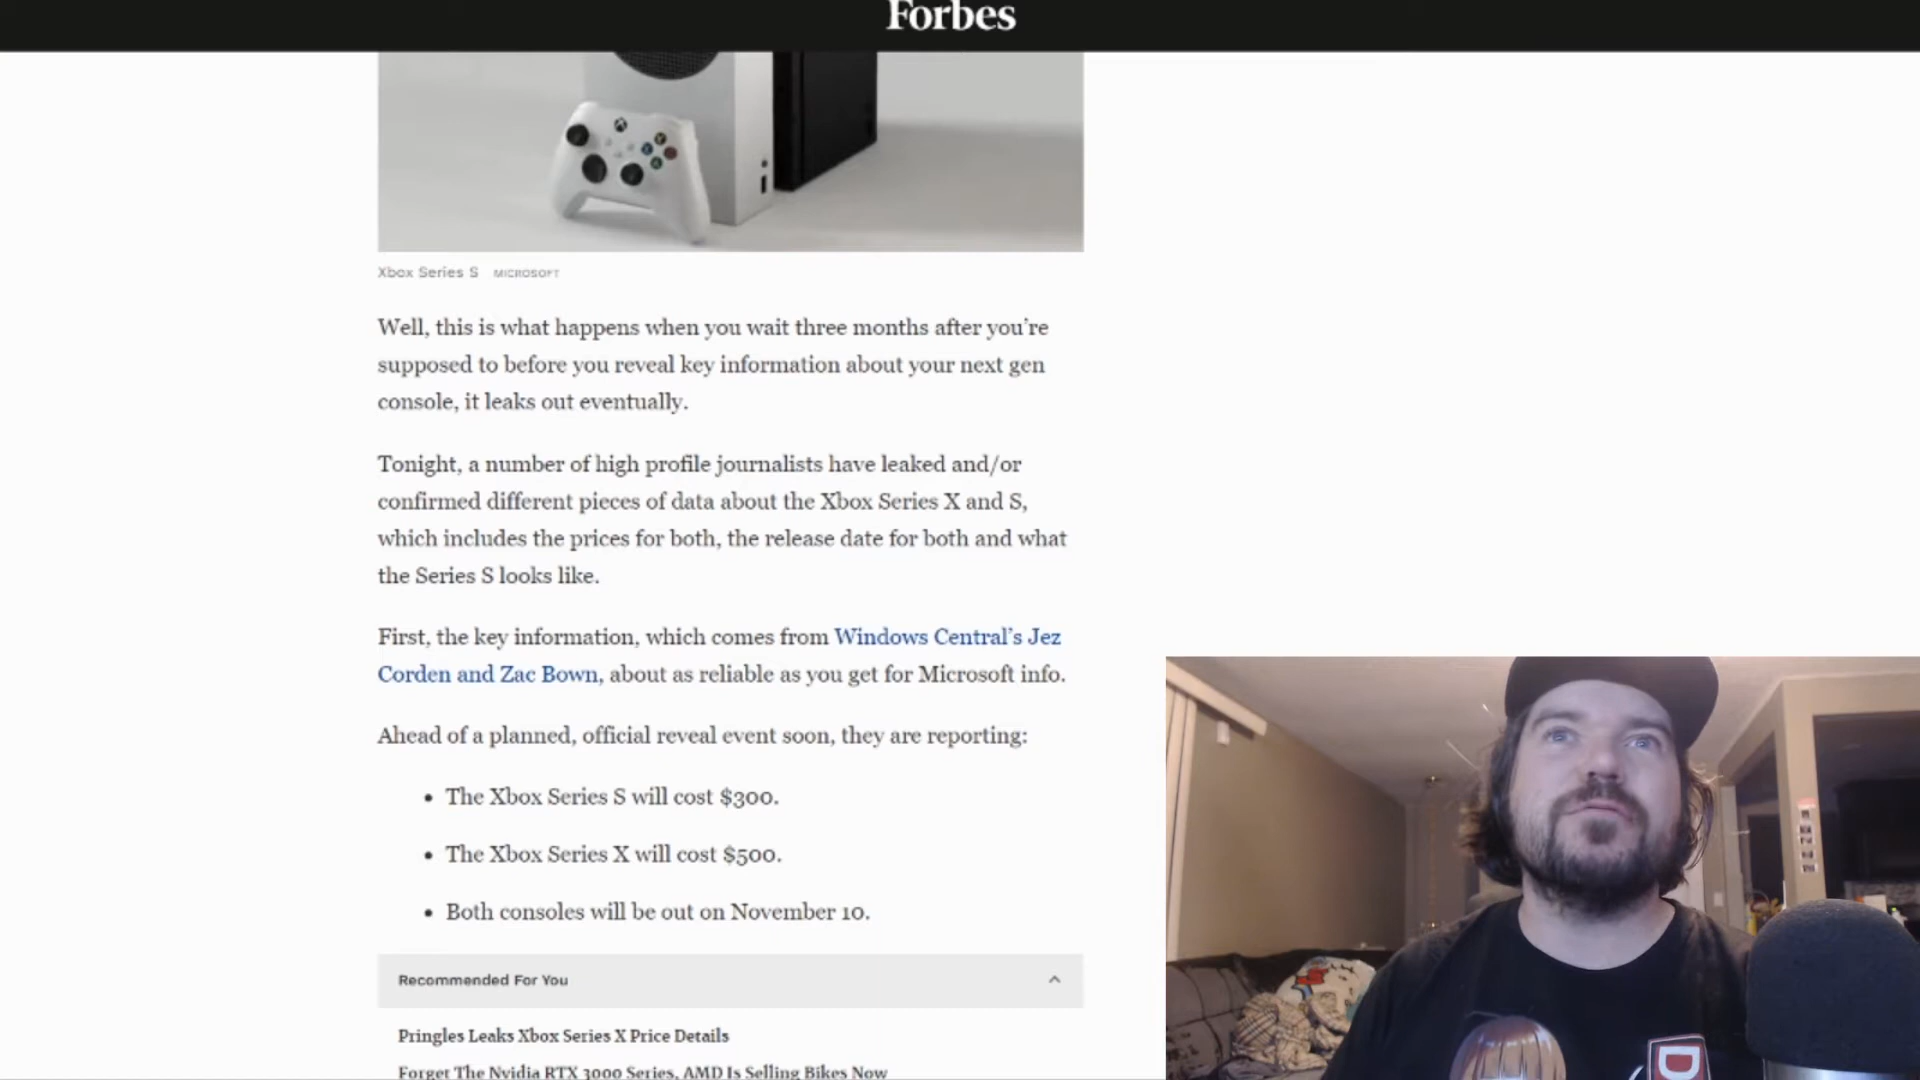 Forbes
Xbox Series S MICROSOFT
Well, this is what happens when you wait three months after you’re
supposed to before you reveal key information about your next gen
console, it leaks out eventually.
Tonight, a number of high profile journalists have leaked and/or
confirmed different pieces of data about the Xbox Series X and S,
which includes the prices for both, the release date for both and what
the Series S looks like.
First, the key information, which comes from Windows Central’s Jez
Corden and Zac Bown, about as reliable as you get for Microsoft info.
Ahead of a planned, official reveal event soon, they are reporting:
• The Xbox Series S will cost $300.
• The Xbox Series X will cost $500.
• Both consoles will be out on November 10.
Recommended For You
Pringles Leaks Xbox Series X Price Details
Forget The Nvidia RTX 3000 Series, AMD Is Selling Bikes Now